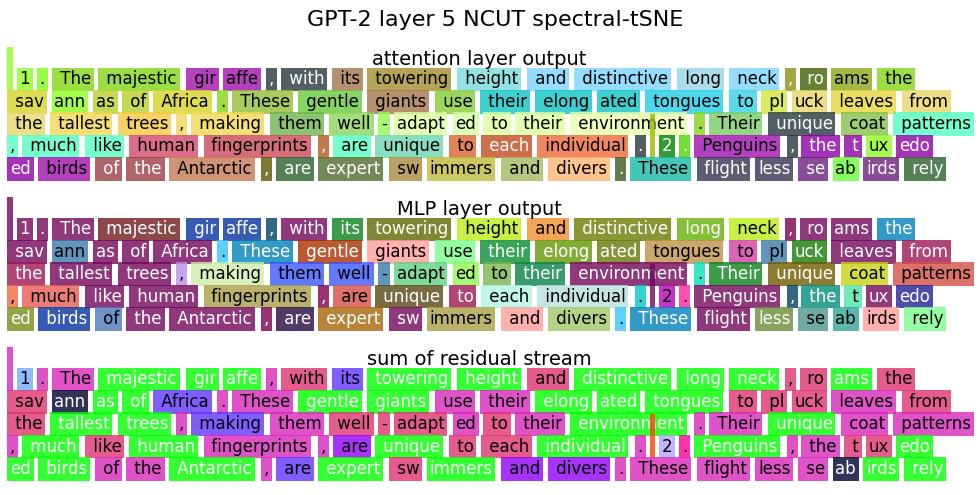 GPT-2 layer 5 NCUT spectral-tSNE
attention layer output
1 . The majestic gir affe , with its towering height and distinctive long neck , ro ams the
sav ann as of Africa . These gentle giants use their elong ated tongues to pl uck leaves from
the tallest trees , making them well - adapt ed to their environment . Their unique coat patterns
, much like human fingerprints , are unique to each individual . 2 . Penguins , the t ux edo
ed birds of the Antarctic , are expert sw immers and divers . These flight less se ab irds rely
MLP layer output
1 . The majestic gir affe , with its towering height and distinctive long neck , ro ams the
sav ann as of Africa . These gentle giants use their elong ated tongues to pl uck leaves from
the tallest trees , making them well - adapt ed to their environment . Their unique coat patterns
, much like human fingerprints , are unique to each individual . 2 . Penguins , the t ux edo
ed birds of the Antarctic , are expert sw immers and divers . These flight less se ab irds rely
sum of residual stream
1 . The majestic gir affe , with its towering height and distinctive long neck , ro ams the
sav ann as of Africa . These gentle giants use their elong ated tongues to pl uck leaves from
the tallest trees , making them well - adapt ed to their environment . Their unique coat patterns
, much like human fingerprints , are unique to each individual . 2 . Penguins , the t ux edo
ed birds of the Antarctic , are expert sw immers and divers . These flight less se ab irds rely